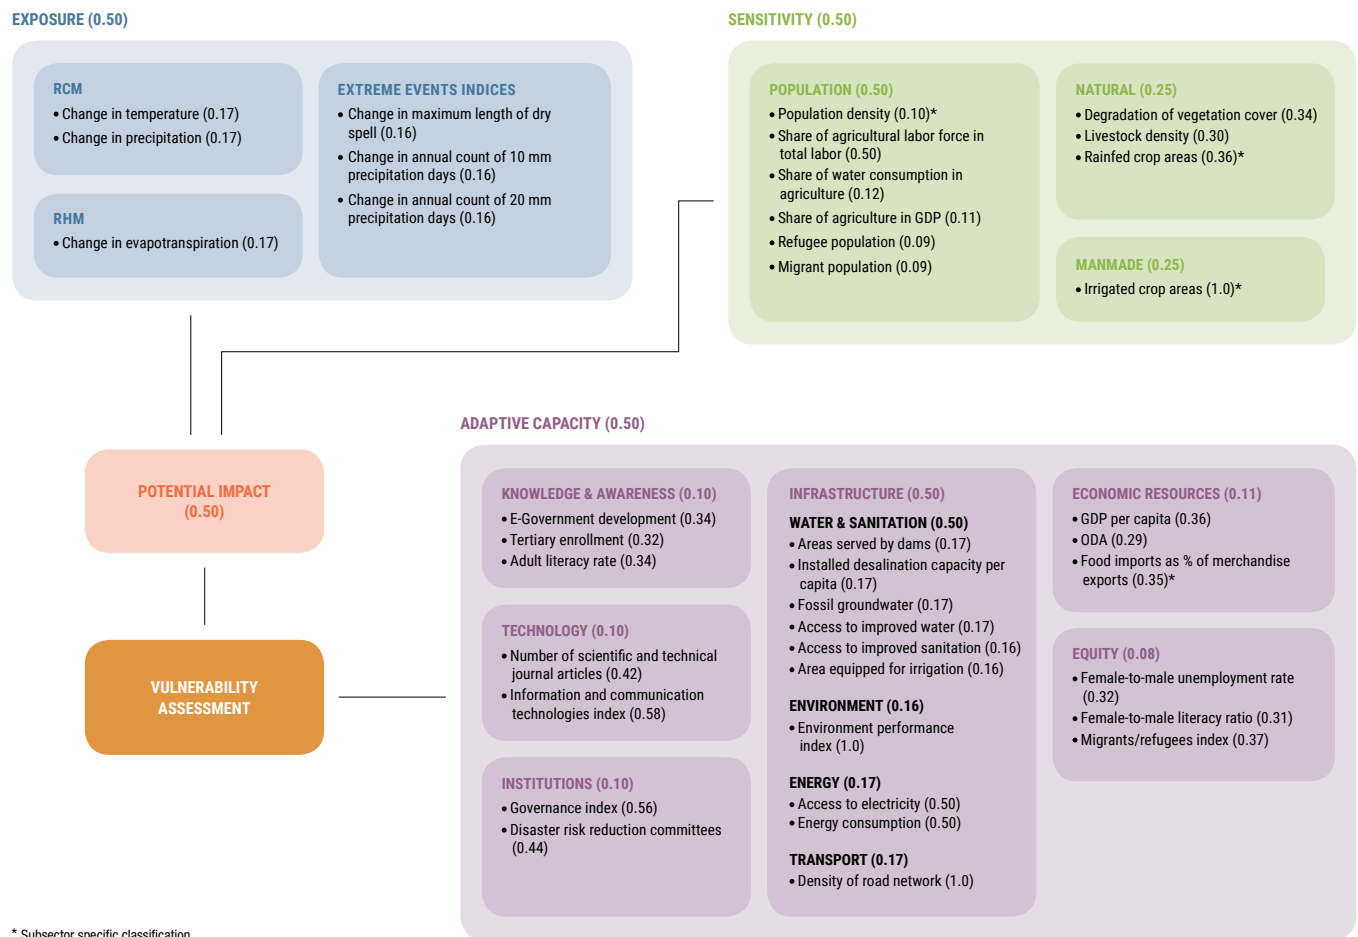 EXPOSURE (0.50)
RCM
• Change in temperature (0.17)
• Change in precipitation (0.17)
RHM
• Change in evapotranspiration (0.17)
EXTREME EVENTS INDICES
• Change in maximum length of dry
spell (0.16)
• Change in annual count of 10 mm
precipitation days (0.16)
• Change in annual count of 20 mm
precipitation days (0.16)
SENSITIVITY (0.50)
POPULATION (0.50)
• Population density (0.10)*
• Share of agricultural labor force in
total labor (0.50)
• Share of water consumption in
agriculture (0.12)
• Share of agriculture in GDP (0.11)
• Refugee population (0.09)
• Migrant population (0.09)
NATURAL (0.25)
• Degradation of vegetation cover (0.34)
• Livestock density (0.30)
• Rainfed crop areas (0.36)*
MANMADE (0.25)
• Irrigated crop areas (1.0)*
POTENTIAL IMPACT
(0.50)
VULNERABILITY
ASSESSMENT
ADAPTIVE CAPACITY (0.50)
KNOWLEDGE & AWARENESS (0.10)
• E-Government development (0.34)
• Tertiary enrollment (0.32)
• Adult literacy rate (0.34)
TECHNOLOGY (0.10)
• Number of scientific and technical
journal articles (0.42)
• Information and communication
technologies index (0.58)
INSTITUTIONS (0.10)
• Governance index (0.56)
• Disaster risk reduction committees
(0.44)
INFRASTRUCTURE (0.50)
WATER & SANITATION (0.50)
• Areas served by dams (0.17)
• Installed desalination capacity per
capita (0.17)
• Fossil groundwater (0.17)
• Access to improved water (0.17)
• Access to improved sanitation (0.16)
• Area equipped for irrigation (0.16)
ENVIRONMENT (0.16)
• Environment performance
index (1.0)
ENERGY (0.17)
• Access to electricity (0.50)
• Energy consumption (0.50)
TRANSPORT (0.17)
• Density of road network (1.0)
ECONOMIC RESOURCES (0.11)
• GDP per capita (0.36)
• ODA (0.29)
• Food imports as % of merchandise
exports (0.35)*
EQUITY (0.08)
• Female-to-male unemployment rate
(0.32)
• Female-to-male literacy ratio (0.31)
• Migrants/refugees index (0.37)
* Subsector specific classification